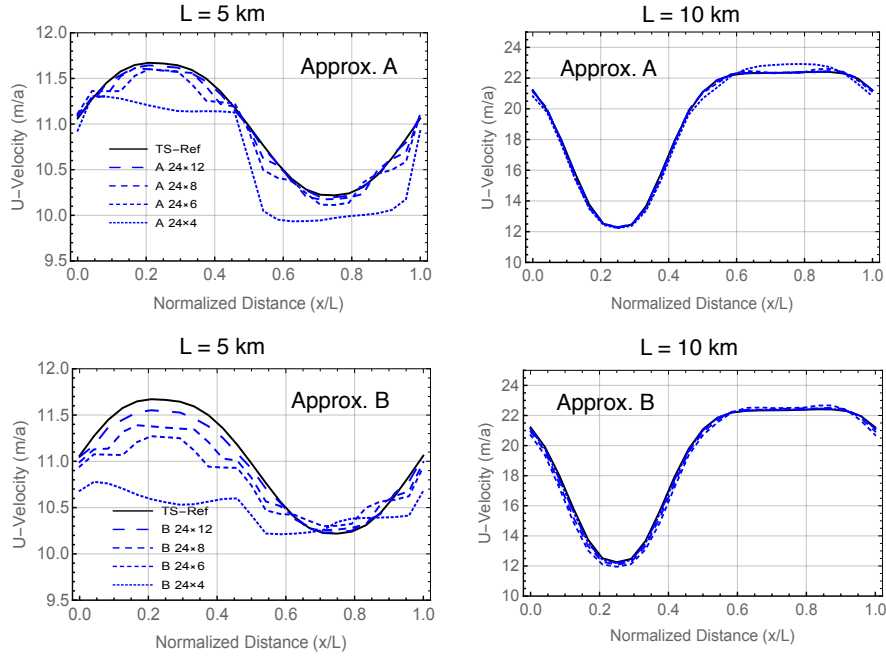 L = 5 km
12.0
11.5
11.0
10.5
10.0
9.5
U-Velocity (m/a)
Approx. A
TS-Ref
A 24×12
A 24×8
A 24×6
A 24×4
0.0 0.2 0.4 0.6 0.8 1.0
Normalized Distance (x/L)
L = 10 km
22
20
18
16
14
12
10
U-Velocity (m/a)
Approx. A
0.0 0.2 0.4 0.6 0.8 1.0
Normalized Distance (x/L)
L = 5 km
12.0
11.5
11.0
10.5
10.0
9.5
U-Velocity (m/a)
Approx. B
TS-Ref
B 24×12
B 24×8
B 24×6
B 24×4
0.0 0.2 0.4 0.6 0.8 1.0
Normalized Distance (x/L)
L = 10 km
22
20
18
16
14
12
10
U-Velocity (m/a)
Approx. B
0.0 0.2 0.4 0.6 0.8 1.0
Normalized Distance (x/L)